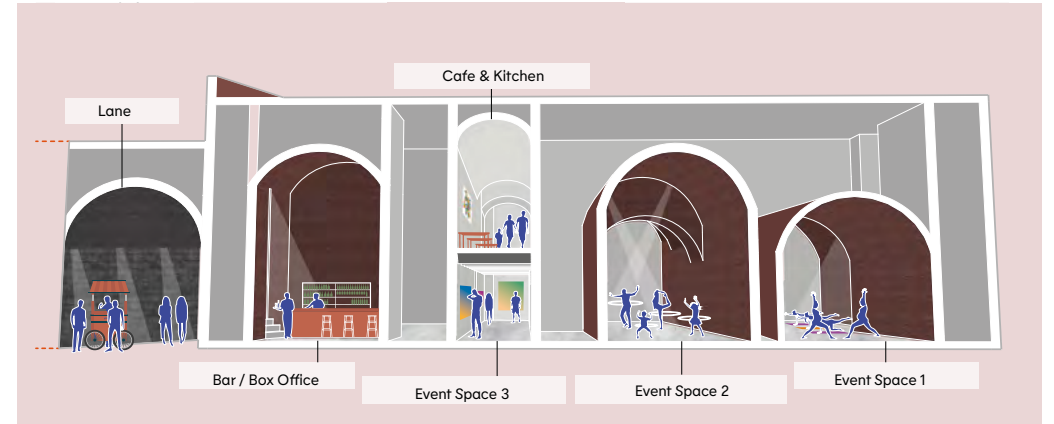 Cafe & Kitchen
Lane
Bar / Box Office
Event Space 3
Event Space 2
Event Space 1